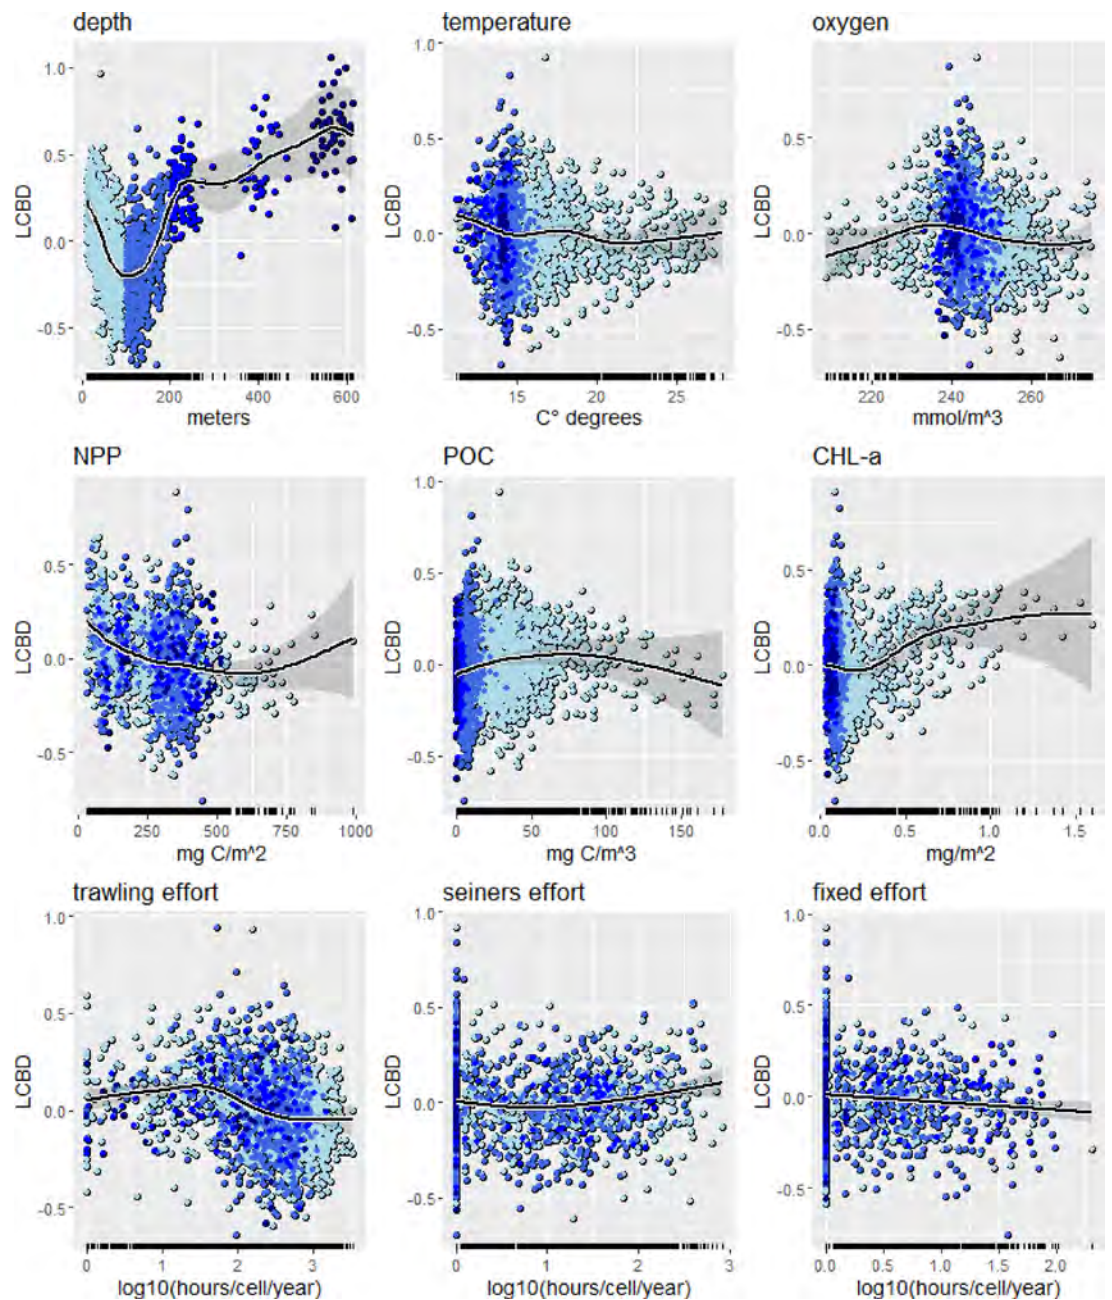 depth
temperature
oxygen
LCBD
1.0
0.5
0.0
-0.5
0
200
400
600
meters
LCBD
1.0
0.5
0.0
-0.5
15
20
25
C° degrees
LCBD
1.0
0.5
0.0
-0.5
220
240
260
mmol/m^3
NPP
POC
CHL-a
LCBD
0.5
0.0
-0.5
0
250
500
750
1000
mg C/m^2
LCBD
1.0
0.5
0.0
-0.5
0
50
100
150
mg C/m^3
LCBD
1.0
0.5
0.0
-0.5
0.0
0.5
1.0
1.5
mg/m^2
trawling effort
seiners effort
fixed effort
LCBD
1.0
0.5
0.0
-0.5
0
1
2
3
log10(hours/cell/year)
LCBD
1.0
0.5
0.0
-0.5
0
1
2
3
log10(hours/cell/year)
LCBD
1.0
0.5
0.0
-0.5
0.0
0.5
1.0
1.5
2.0
log10(hours/cell/year)